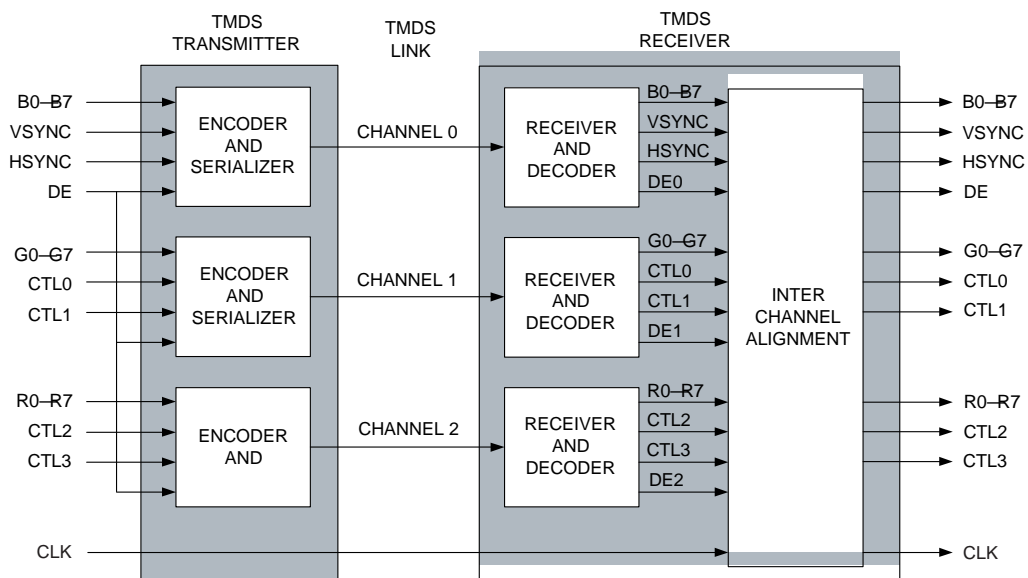 TMDS
TRANSMITTER
TMDS
LINK
TMDS
RECEIVER
B0–B7
VSYNC
HSYNC
DE
G0–G7
CTL0
CTL1
R0–R7
CTL2
CTL3
CLK
ENCODER
AND
SERIALIZER
ENCODER
AND
SERIALIZER
ENCODER
AND
CHANNEL 0
CHANNEL 1
CHANNEL 2
RECEIVER
AND
DECODER
RECEIVER
AND
DECODER
RECEIVER
AND
DECODER
B0–B7
VSYNC
HSYNC
DE0
G0–G7
CTL0
CTL1
DE1
R0–R7
CTL2
CTL3
DE2
INTER
CHANNEL
ALIGNMENT
B0–B7
VSYNC
HSYNC
DE
G0–G7
CTL0
CTL1
R0–R7
CTL2
CTL3
CLK